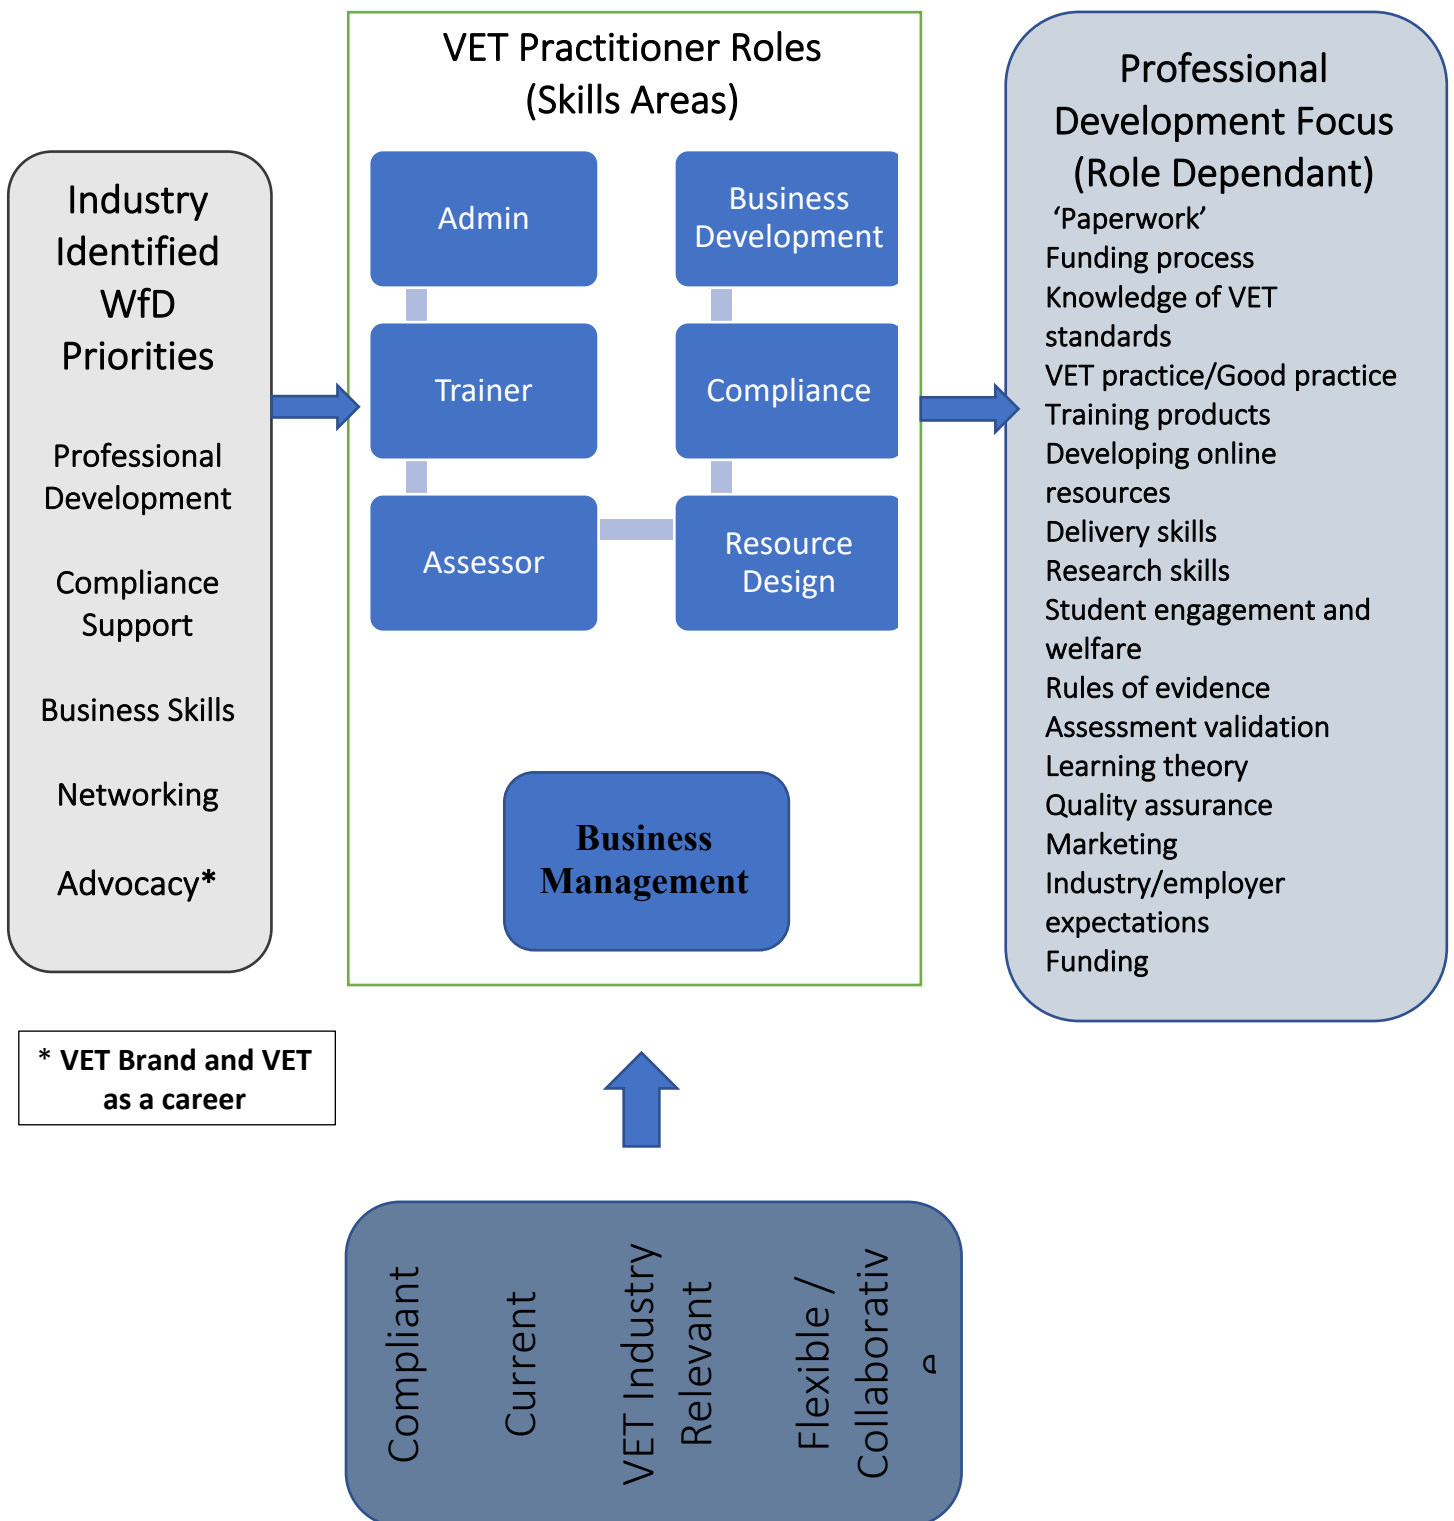 Industry
Identified
WfD
Priorities
Professional
Development
Compliance
Support
Business Skills
Networking
Advocacy*
* VET Brand and VET
as a career
VET Practitioner Roles
(Skills Areas)
Admin
Trainer
Assessor
Business
Development
Compliance
Resource
Design
Business
Management
Professional
Development Focus
(Role Dependant)
‘Paperwork’
Funding process
Knowledge of VET
standards
VET practice/Good practice
Training products
Developing online
resources
Delivery skills
Research skills
Student engagement and
welfare
Rules of evidence
Assessment validation
Learning theory
Quality assurance
Marketing
Industry/employer
expectations
Funding
Compliant
Current
VET Industry
Relevant
Flexible /
Collaborativ
e